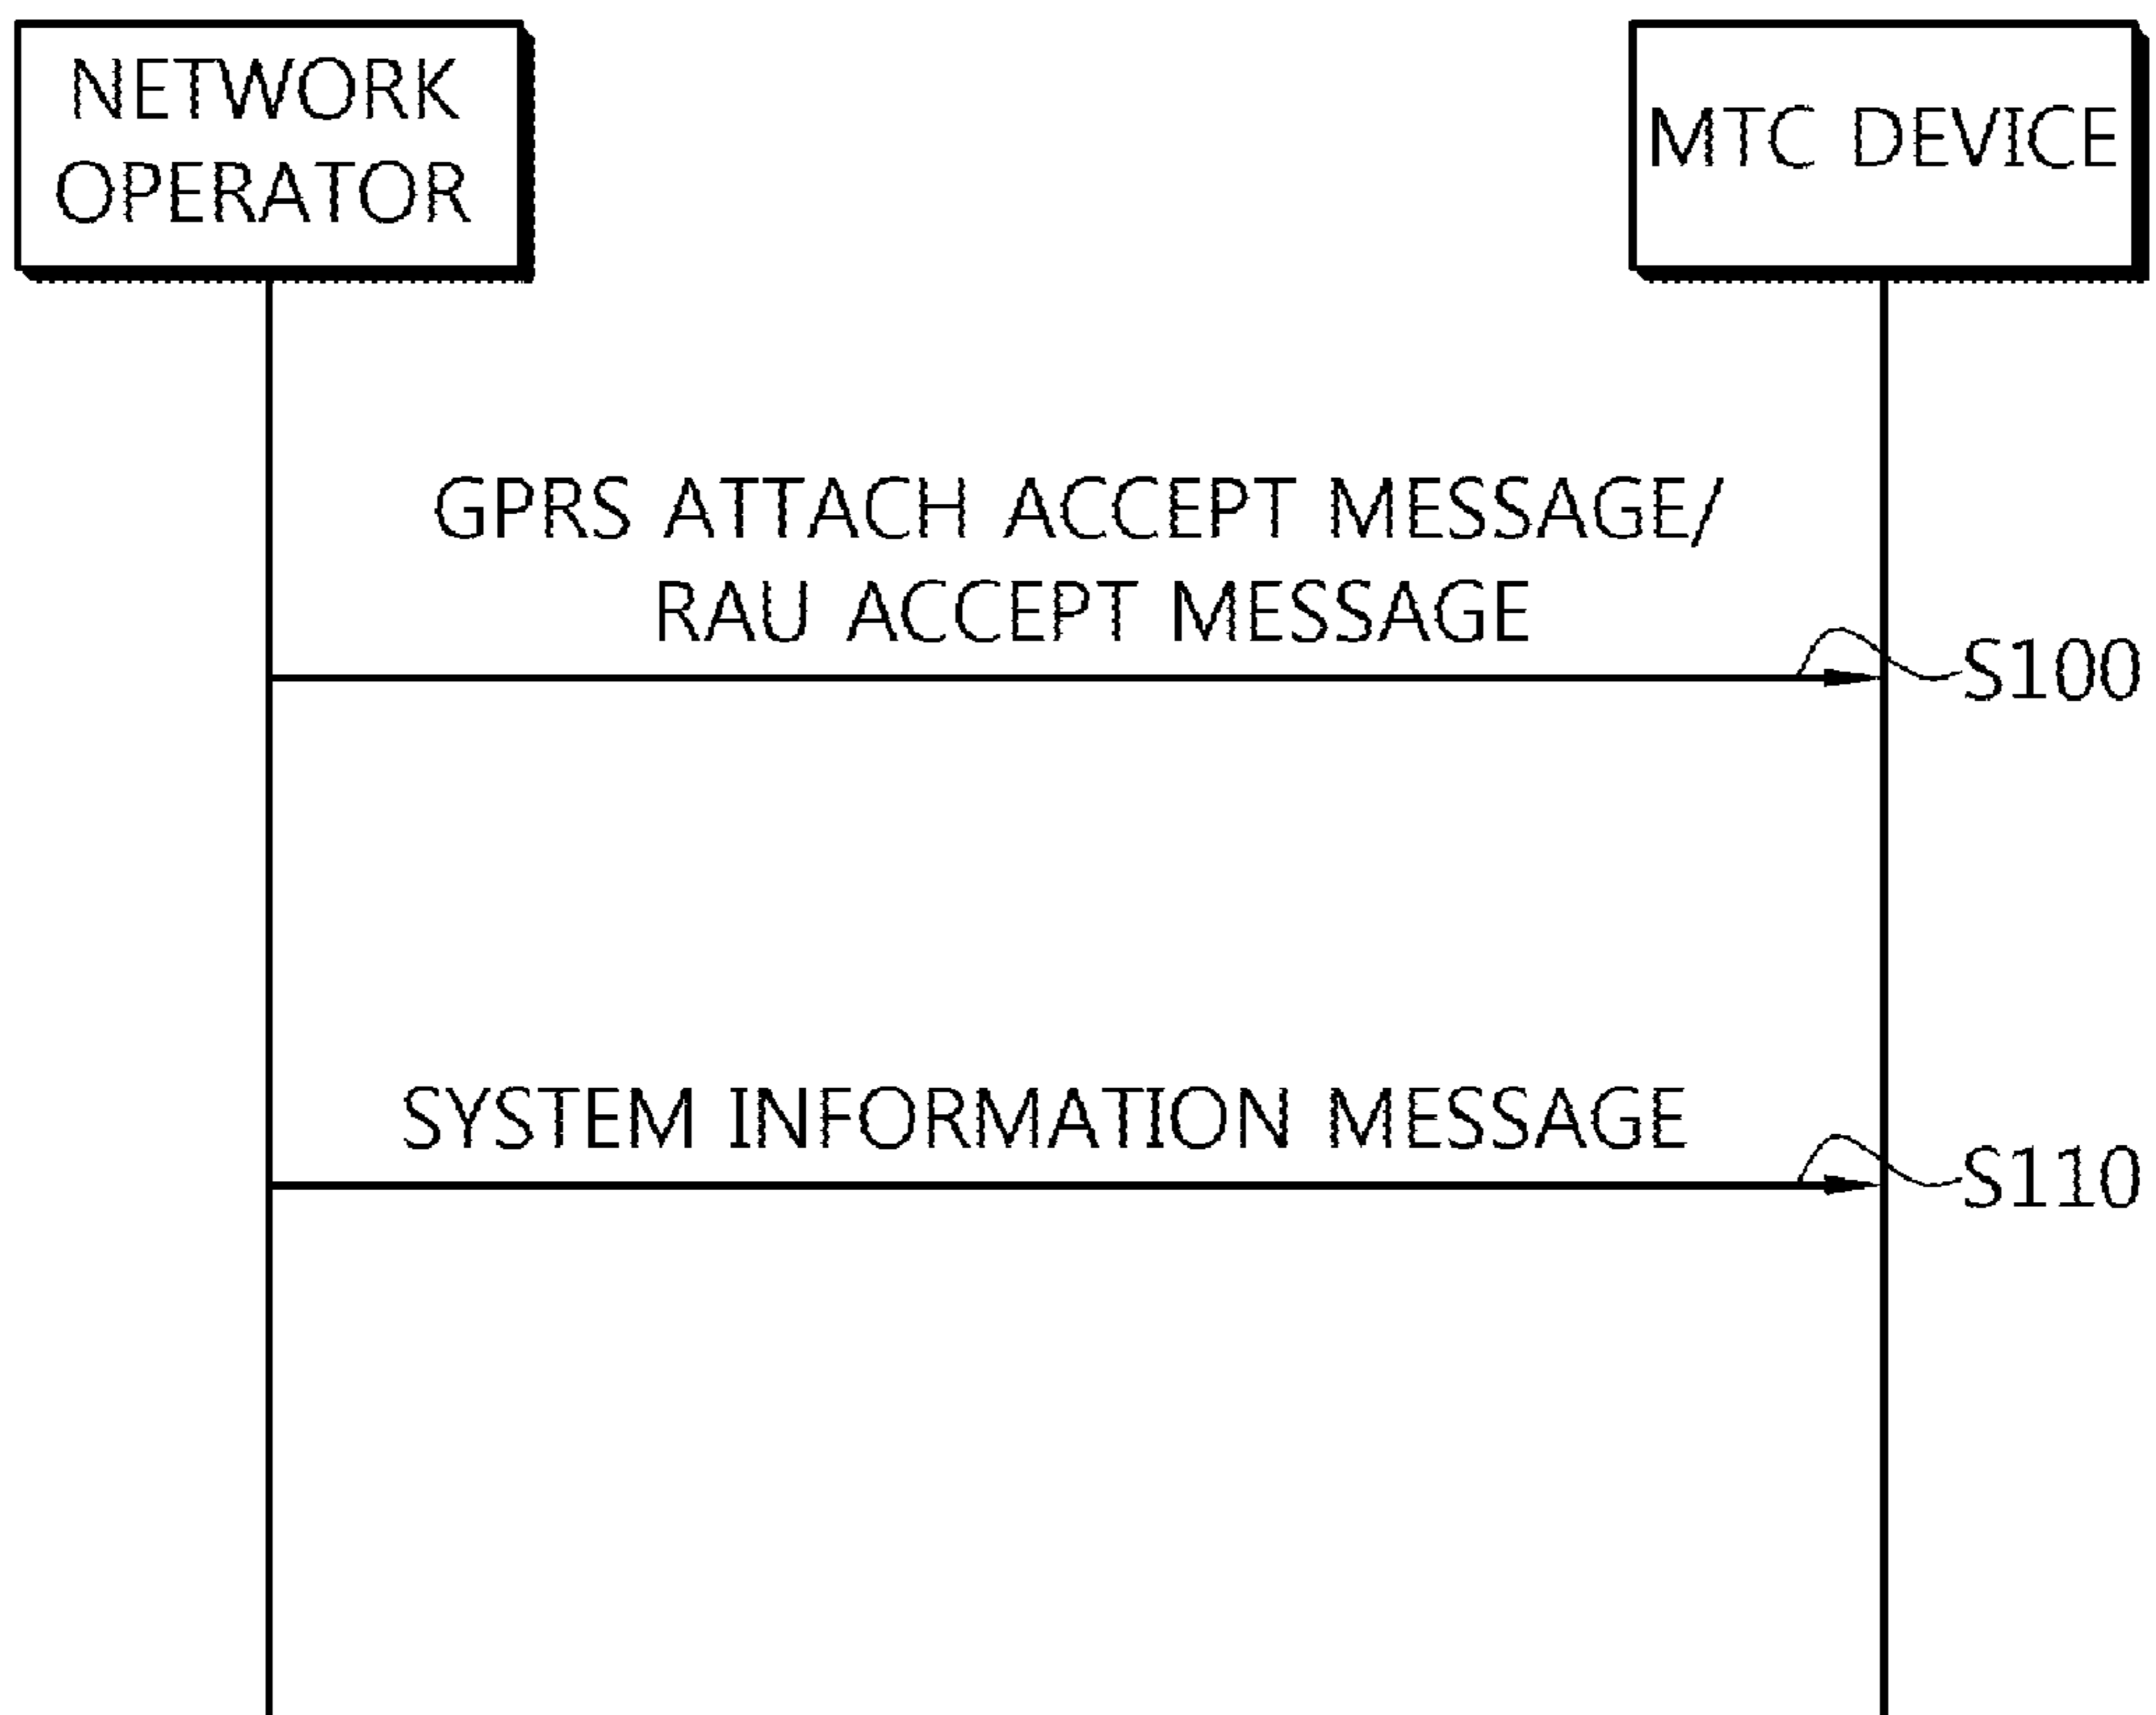 NETWORK
OPERATOR
MTC DEVICE
GPRS ATTACH ACCEPT MESSAGE/
RAU ACCEPT MESSAGE
S100
SYSTEM INFORMATION MESSAGE
S110